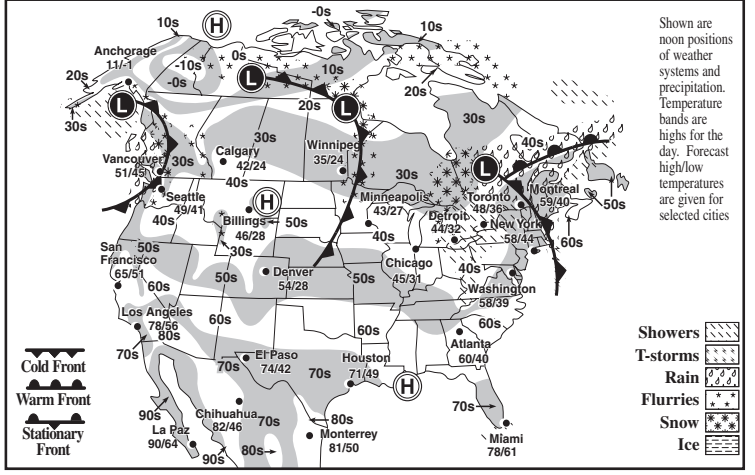 10s
H
-0s
10s
Anchorage
11/-1
-10s
0s
L
10s
20s
-0s
20s
L
20s
L
30s
30s
30s
40s
Calgary
42/24
Winnipeg
35/24
L
Vancouver
51/45
30s
30s
40s
Montreal
59/40
Seattle
49/41
H
Minneapolis
43/27
Toronto
48/36
50s
40s
Billings
46/28
50s
Detroit
44/32
New York
58/44
60s
San
Francisco
65/51
50s
30s
40s
Chicago
45/31
40s
Denver
54/28
50s
50s
Washington
58/39
60s
Los Angeles
78/56
60s
60s
60s
80s
70s
Atlanta
60/40
El Paso
74/42
70s
70s
Houston
71/49
H
90s
Chihuahua
82/46
70s
80s
70s
La Paz
90/64
90s
80s
Monterrey
81/50
Miami
78/61
Cold Front
Warm Front
Stationary
Front
Shown are
noon positions
of weather
systems and
precipitation.
Temperature
bands are
highs for the
day. Forecast
high/low
temperatures
are given for
selected cities
Showers
T-storms
Rain
Flurries
Snow
Ice